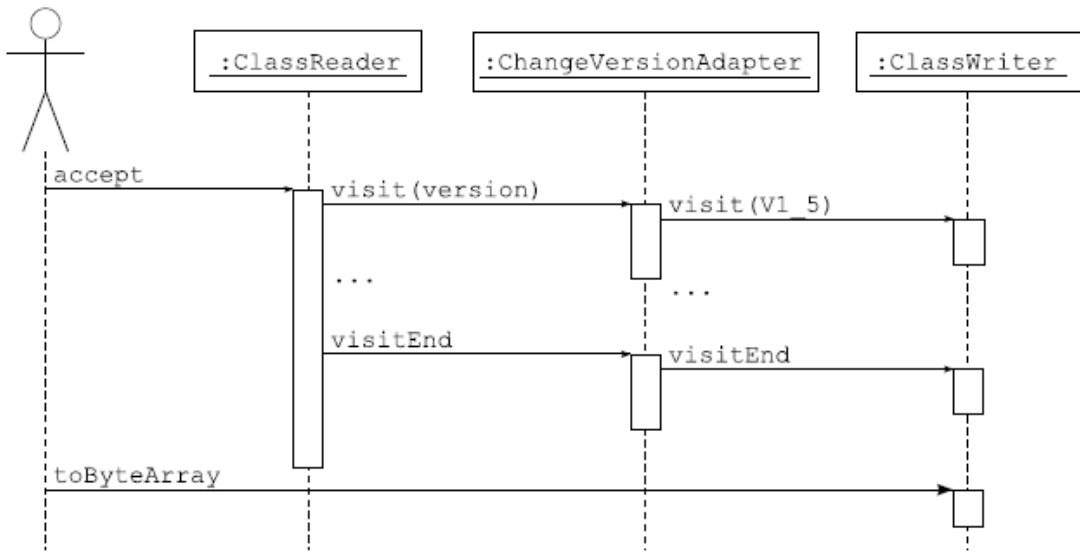 :ClassReader
:ChangeVersionAdapter
:ClassWriter
accept
visit(version)
visit(V1_5)
...
...
visitEnd
visitEnd
toByteArray